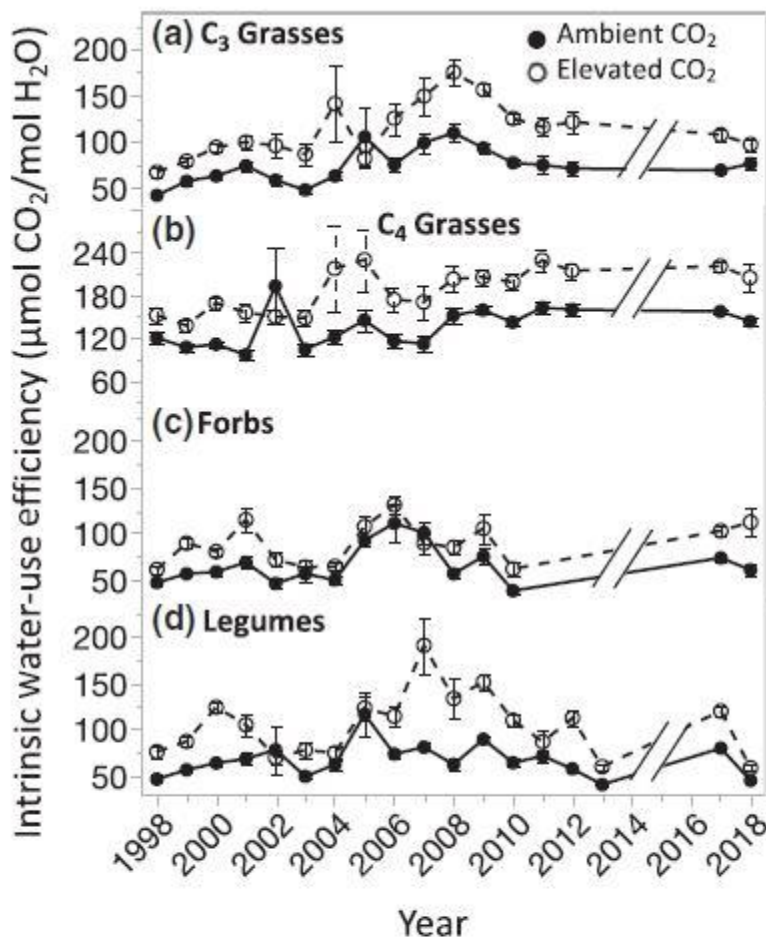 Intrinsic water-use efficiency (µmol CO₂/mol H₂O)
(a) C₃ Grasses
Ambient CO₂
Elevated CO₂
200
150
100
50
(b) C₄ Grasses
240
180
120
60
(c) Forbs
200
150
100
50
(d) Legumes
200
150
100
50
1998 2000 2002 2004 2006 2008 2010 2012 2014 2016 2018
Year